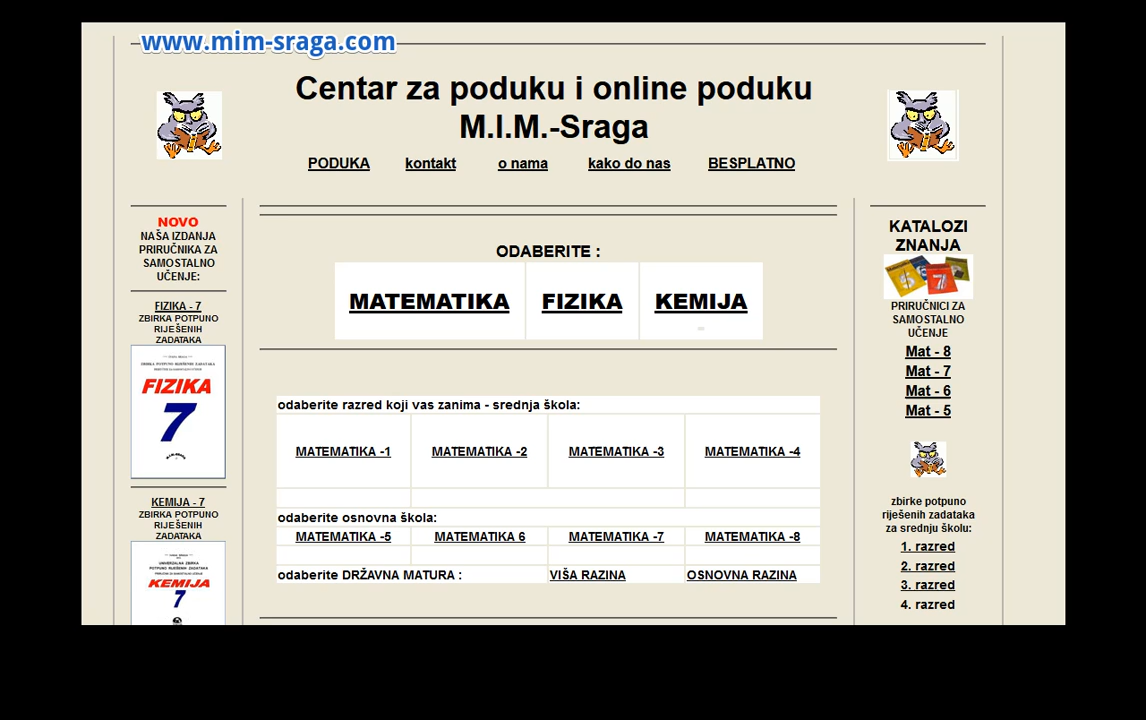 www.mim-sraga.com
Centar za poduku i online poduku
M.I.M.-Sraga
PODUKA kontakt o nama kako do nas BESPLATNO
NOVO
NAŠA IZDANJA
PRIRUČNIKA ZA
SAMOSTALNO
UČENJE:
FIZIKA - 7
ZBIRKA POTPUNO
RIJEŠENIH
ZADATAKA
FIZIKA
7
KEMIJA - 7
ZBIRKA POTPUNO
RIJEŠENIH
ZADATAKA
UNIVERZALNA ZBIRKA
POTPUNO RIJEŠENIH ZADATAKA
KEMIJA
7
ODABERITE :
MATEMATIKA FIZIKA KEMIJA
odaberite razred koji vas zanima - srednja škola:
MATEMATIKA -1 MATEMATIKA -2 MATEMATIKA -3 MATEMATIKA -4
odaberite osnovna škola:
MATEMATIKA -5 MATEMATIKA 6 MATEMATIKA -7 MATEMATIKA -8
odaberite DRŽAVNA MATURA : VIŠA RAZINA OSNOVNA RAZINA
KATALOZI
ZNANJA
PRIRUČNICI ZA
SAMOSTALNO
UČENJE
Mat - 8
Mat - 7
Mat - 6
Mat - 5
zbirke potpuno
riješenih zadataka
za srednju školu:
1. razred
2. razred
3. razred
4. razred